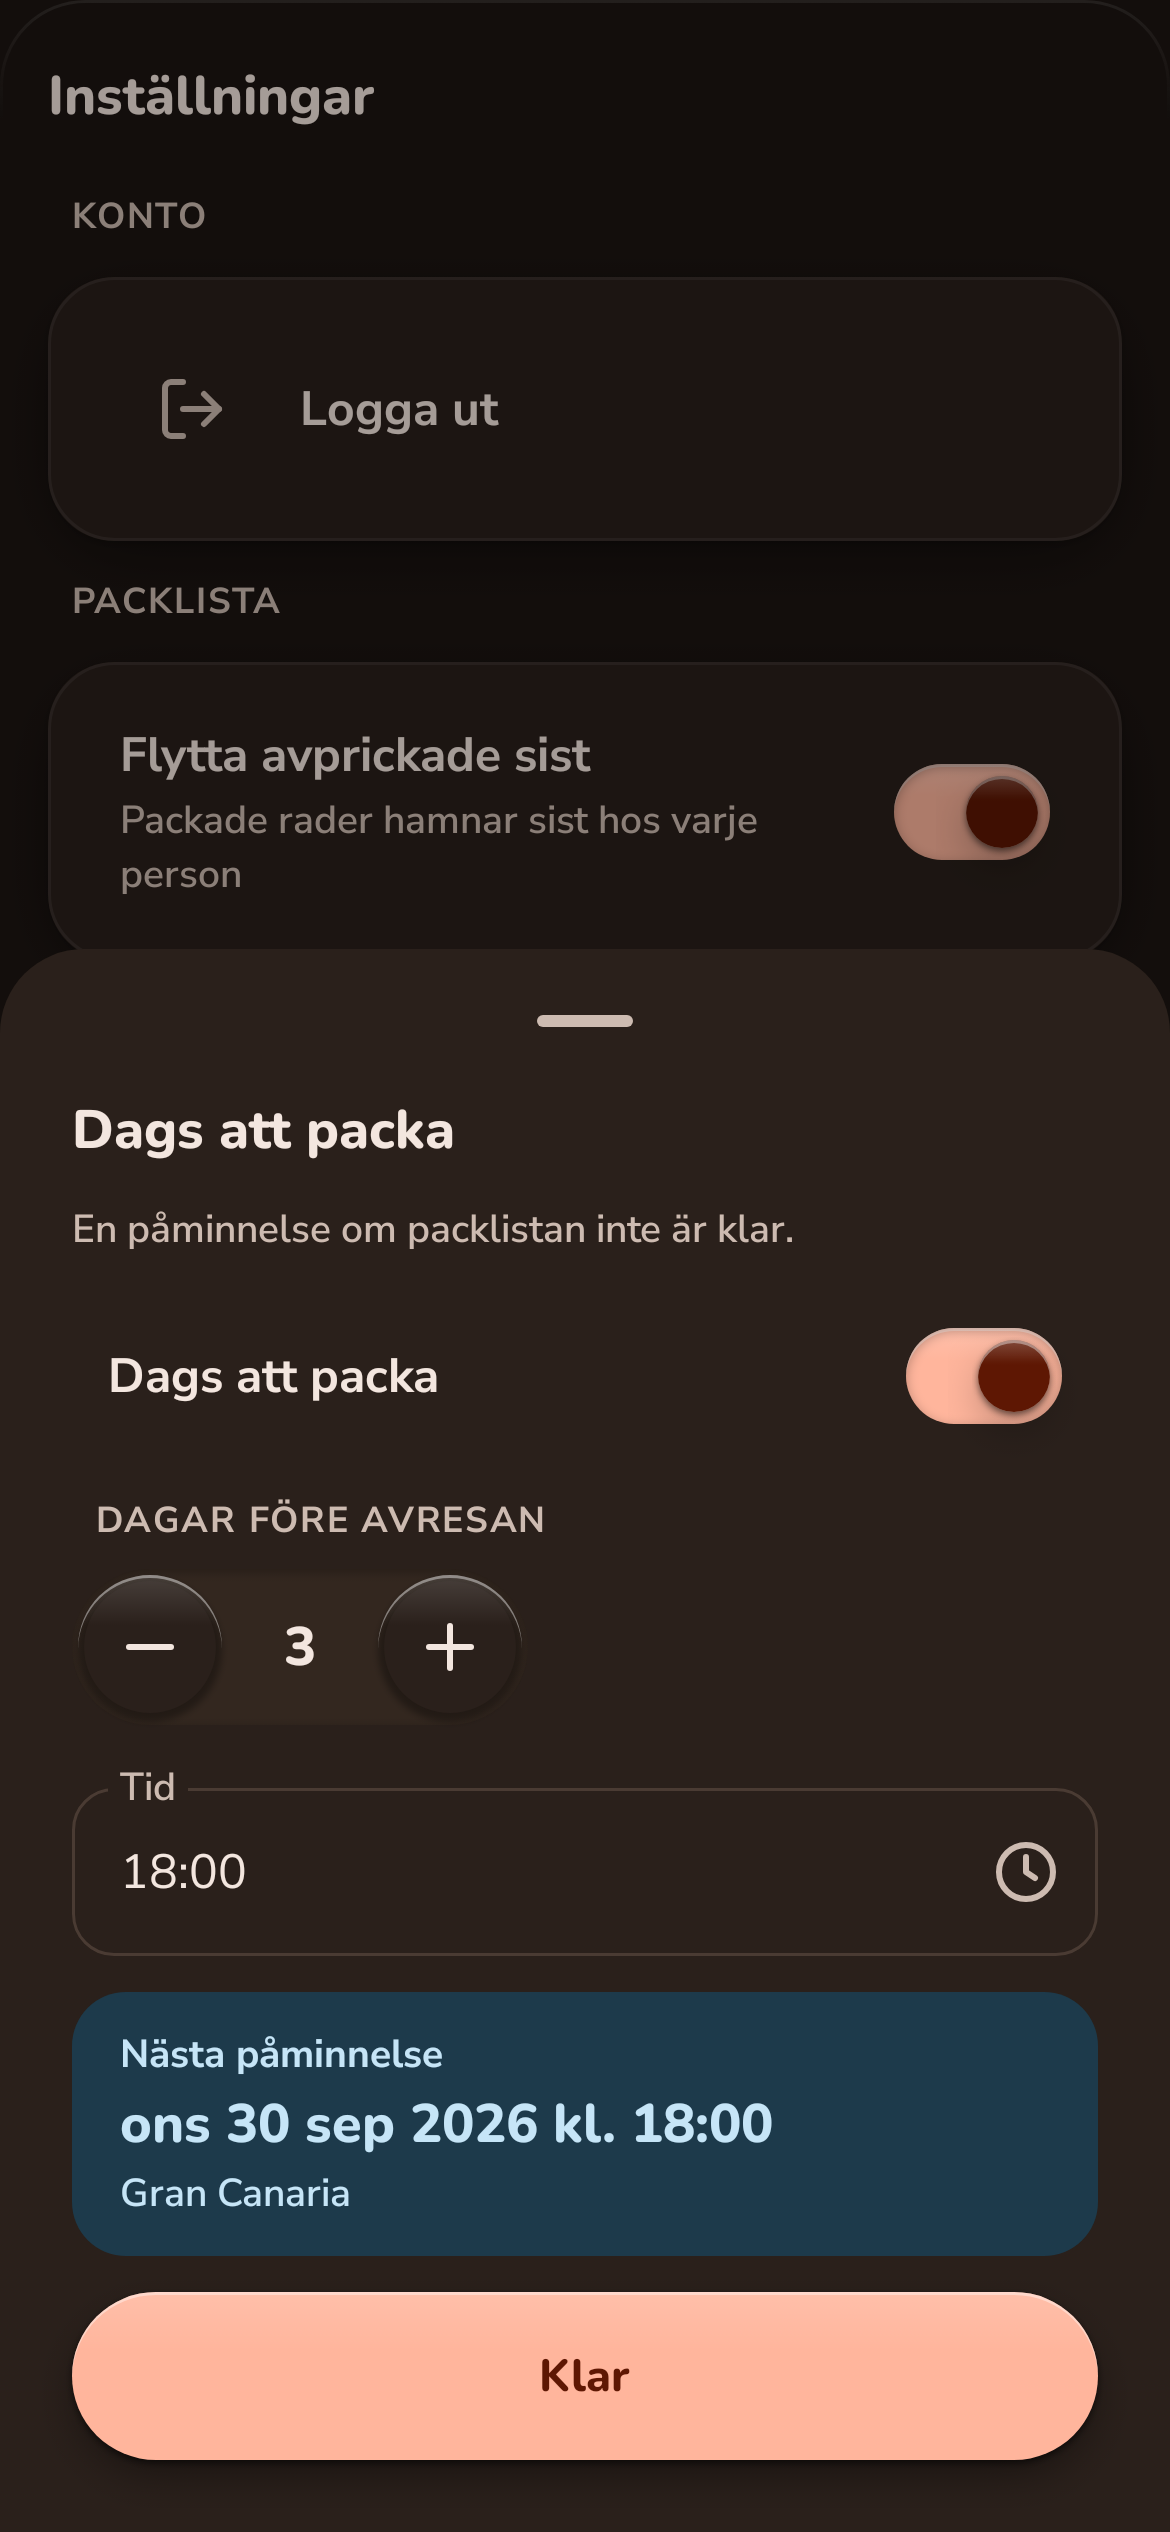 Inställningar
KONTO
Logga ut
PACKLISTA
Flytta avprickade sist
Packade rader hamnar sist hos varje
person
Dags att packa
En påminnelse om packlistan inte är klar.
Dags att packa
DAGAR FÖRE AVRESAN
3
Tid
18:00
Nästa påminnelse
ons 30 sep 2026 kl. 18:00
Gran Canaria
Klar